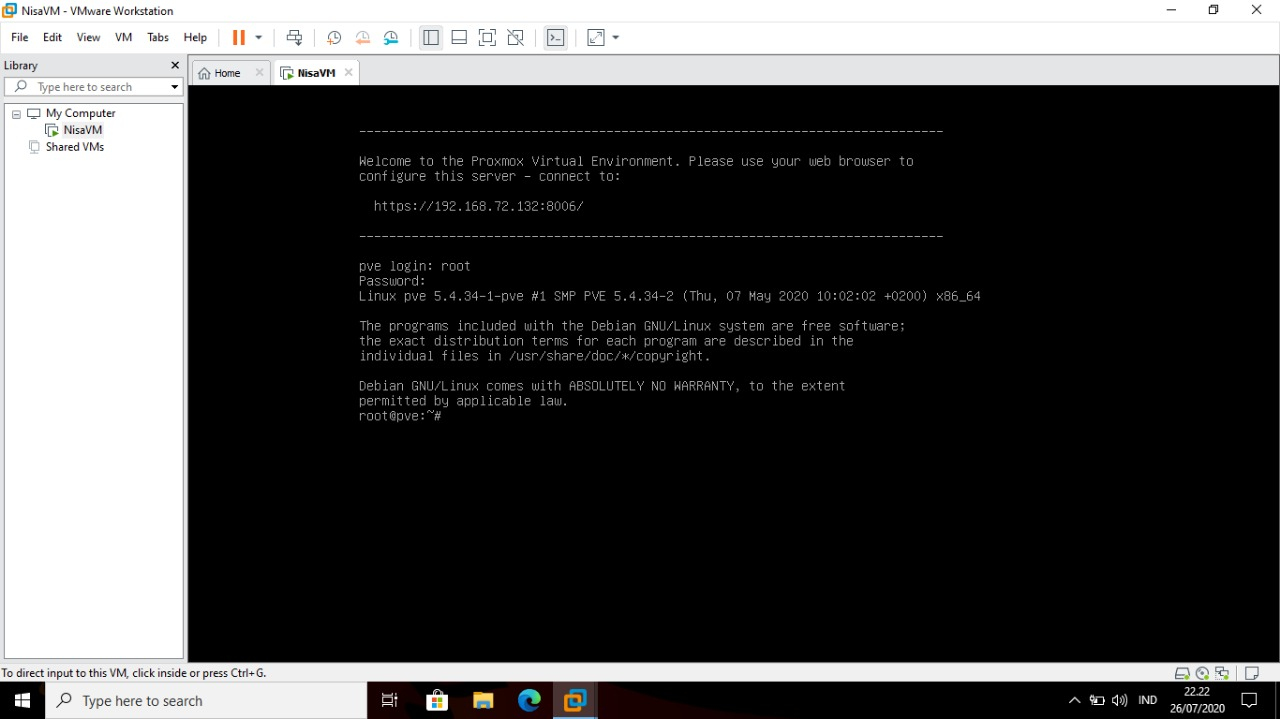 NisaVM - VMware Workstation
File Edit View VM Tabs Help
Library
Home
NisaVM
Type here to search
My Computer
NisaVM
Shared VMs
------------------------------------------------------------------------------
Welcome to the Proxmox Virtual Environment. Please use your web browser to
configure this server - connect to:
https://192.168.72.132:8006/
------------------------------------------------------------------------------
pve login: root
Password:
Linux pve 5.4.34-1-pve #1 SMP PVE 5.4.34-2 (Thu, 07 May 2020 10:02:02 +0200) x86_64
The programs included with the Debian GNU/Linux system are free software;
the exact distribution terms for each program are described in the
individual files in /usr/share/doc/*/copyright.
Debian GNU/Linux comes with ABSOLUTELY NO WARRANTY, to the extent
permitted by applicable law.
root@pve:~#
To direct input to this VM, click inside or press Ctrl+G.
Type here to search
IND
22.22
26/07/2020